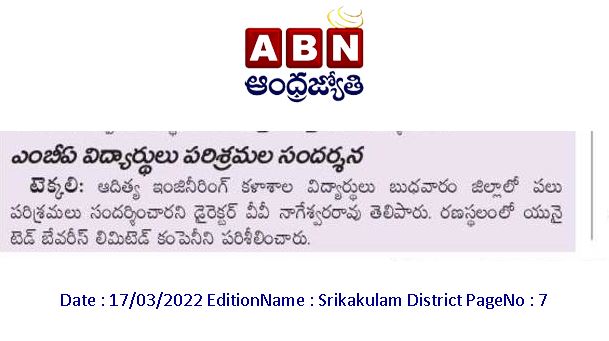 ABN
ఆంధ్రజ్యోతి
ఎంబీఏ విద్యార్థులు పరిశ్రమల సందర్శన
టెక్కలి: ఆదిత్య ఇంజినీరింగ్ కళాశాల విద్యార్థులు బుధవారం జిల్లాలో పలు
పరిశ్రమలు సందర్శించారని డైరెక్టర్ వీవీ నాగేశ్వరరావు తెలిపారు. రణస్థలంలో యునై
టెడ్ బేవరీస్ లిమిటెడ్ కంపెనీని పరిశీలించారు.
Date : 17/03/2022 EditionName : Srikakulam District PageNo : 7